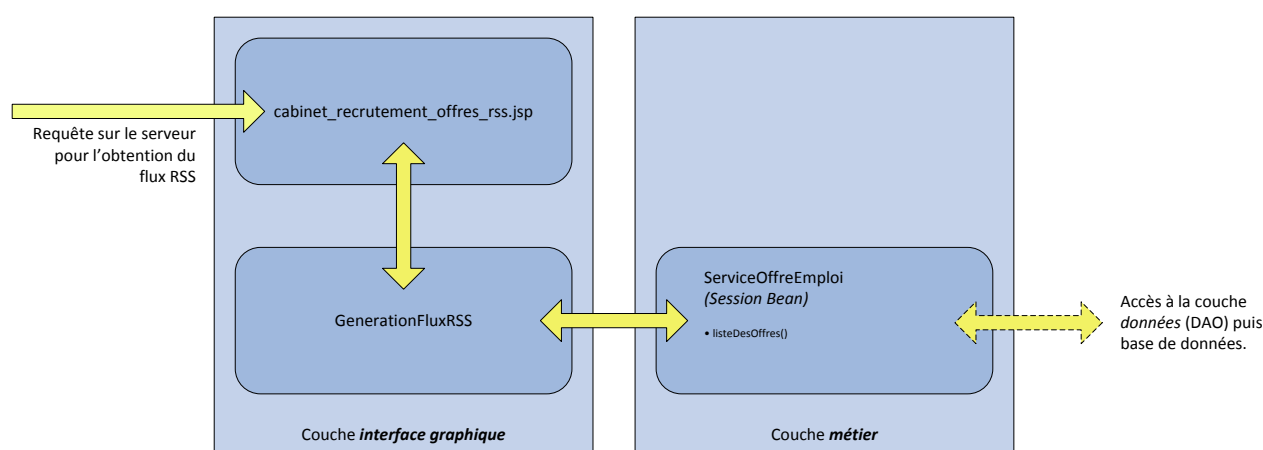 cabinet_recrutement_offres_rss.jsp
Requête sur le serveur
pour l'obtention du
flux RSS
GenerationFluxRSS
ServiceOffreEmploi
(Session Bean)
• listeDesOffres()
Accès à la couche
données (DAO) puis
base de données.
Couche interface graphique
Couche métier